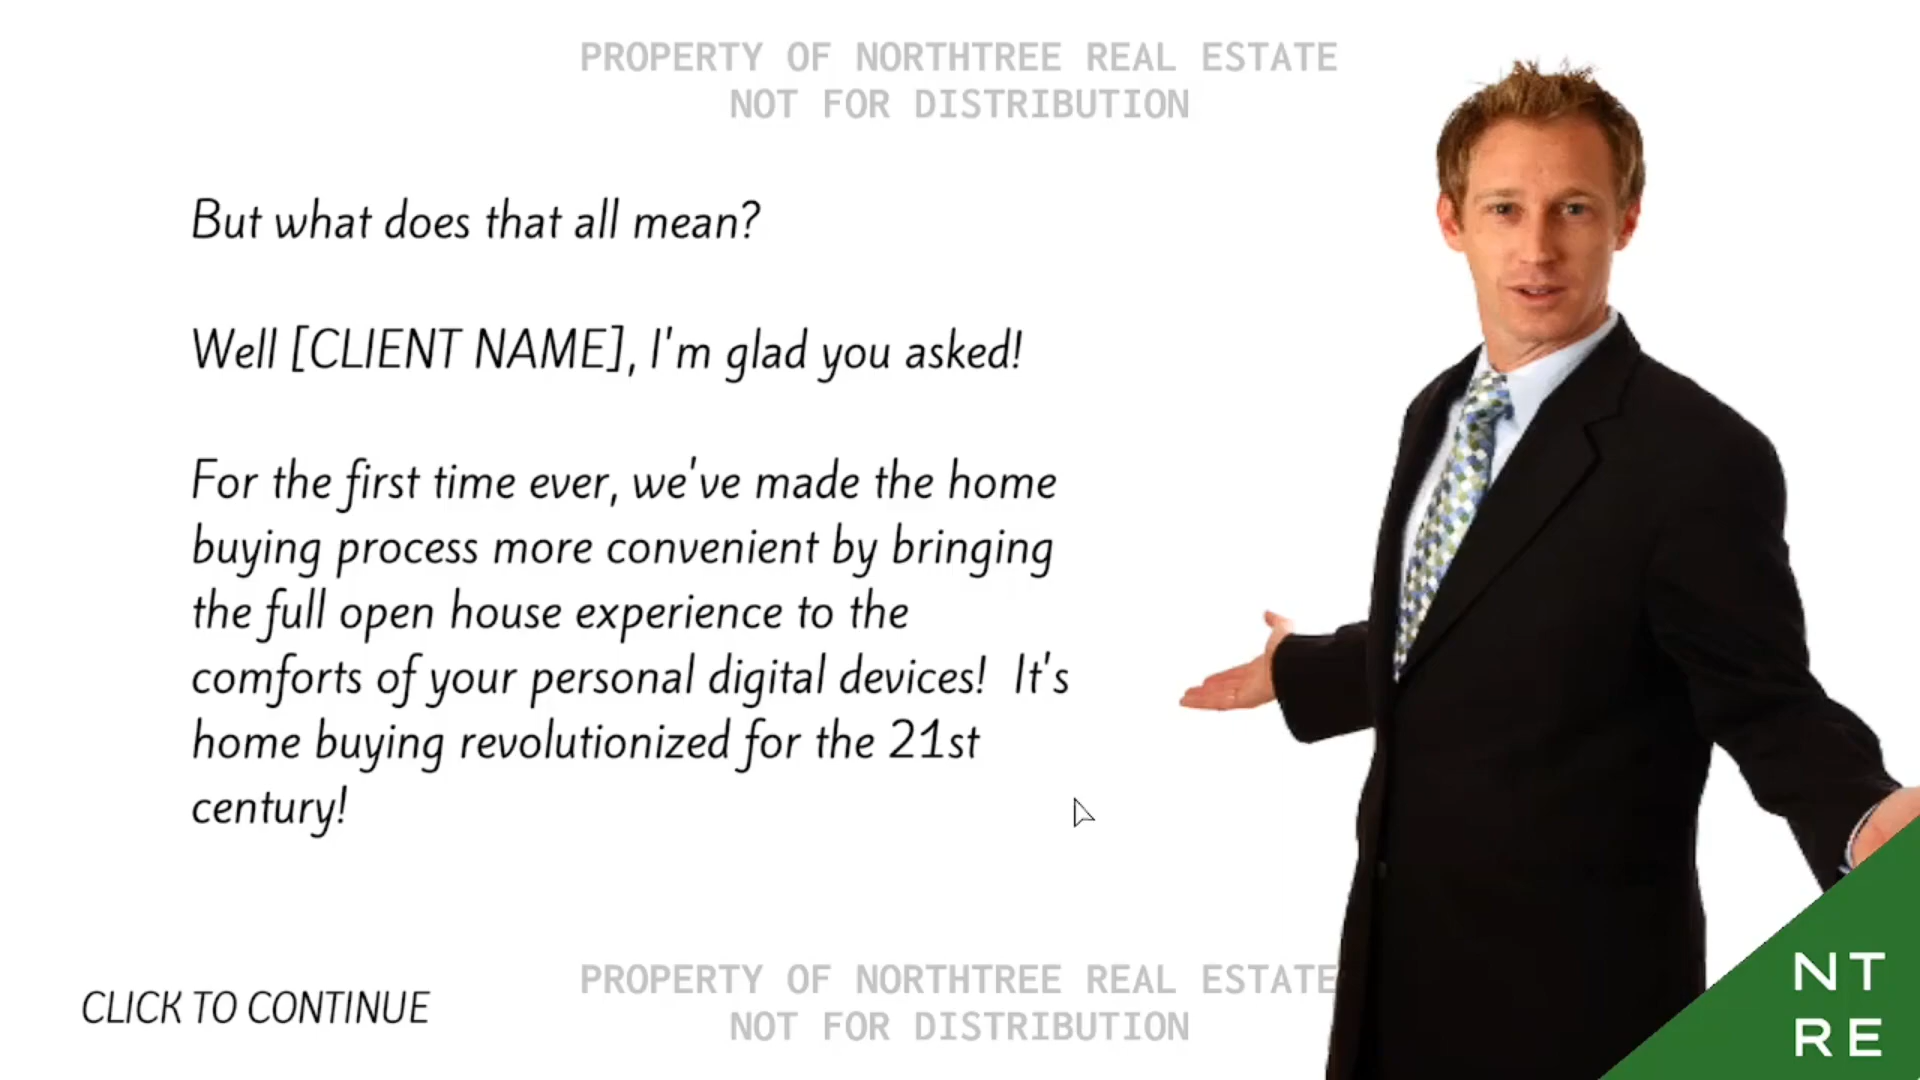 PROPERTY OF NORTHTREE REAL ESTATE
NOT FOR DISTRIBUTION
But what does that all mean?
Well [CLIENT NAME], I'm glad you asked!
For the first time ever, we've made the home
buying process more convenient by bringing
the full open house experience to the
comforts of your personal digital devices!  It's
home buying revolutionized for the 21st
century!
CLICK TO CONTINUE
PROPERTY OF NORTHTREE REAL ESTATE
NOT FOR DISTRIBUTION
NT
RE